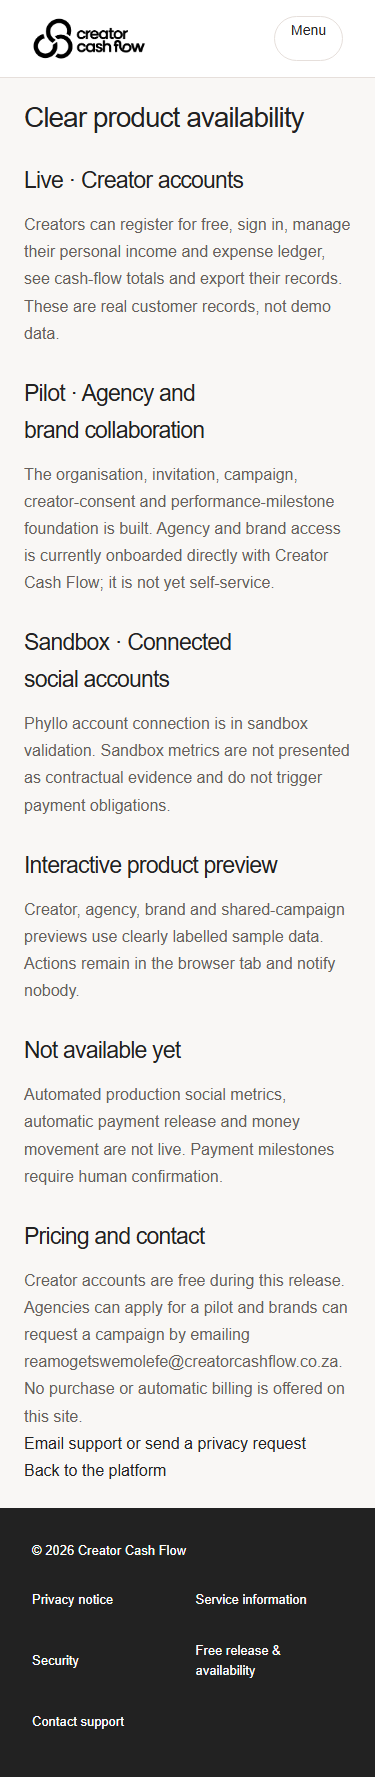 creator
cash flow
Menu
Clear product availability
Live · Creator accounts
Creators can register for free, sign in, manage
their personal income and expense ledger,
see cash-flow totals and export their records.
These are real customer records, not demo
data.
Pilot · Agency and
brand collaboration
The organisation, invitation, campaign,
creator-consent and performance-milestone
foundation is built. Agency and brand access
is currently onboarded directly with Creator
Cash Flow; it is not yet self-service.
Sandbox · Connected
social accounts
Phyllo account connection is in sandbox
validation. Sandbox metrics are not presented
as contractual evidence and do not trigger
payment obligations.
Interactive product preview
Creator, agency, brand and shared-campaign
previews use clearly labelled sample data.
Actions remain in the browser tab and notify
nobody.
Not available yet
Automated production social metrics,
automatic payment release and money
movement are not live. Payment milestones
require human confirmation.
Pricing and contact
Creator accounts are free during this release.
Agencies can apply for a pilot and brands can
request a campaign by emailing
reamogetswemolefe@creatorcashflow.co.za.
No purchase or automatic billing is offered on
this site.
Email support or send a privacy request
Back to the platform
© 2026 Creator Cash Flow
Privacy notice
Service information
Security
Free release &
availability
Contact support